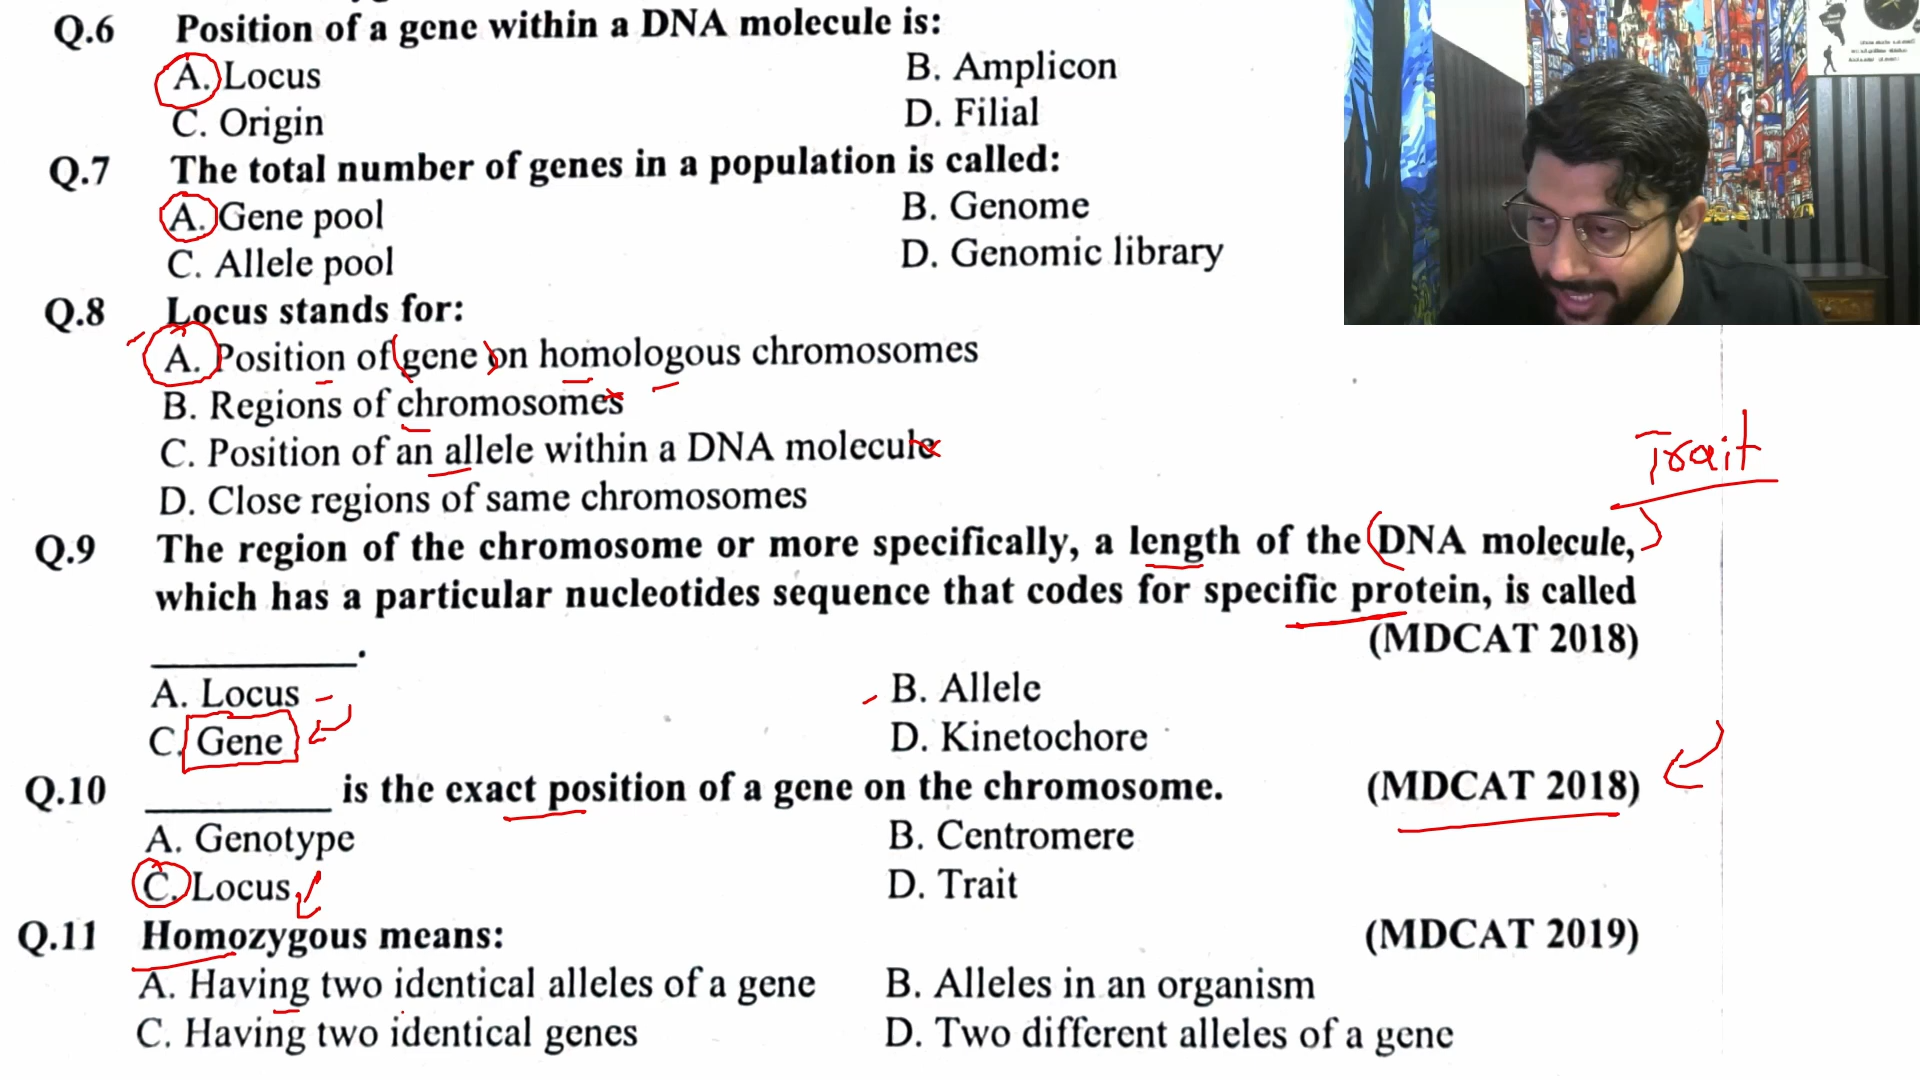 Q.6 Position of a gene within a DNA molecule is:
A. Locus B. Amplicon
C. Origin D. Filial
Q.7 The total number of genes in a population is called:
A. Gene pool B. Genome
C. Allele pool D. Genomic library
Q.8 Locus stands for:
A. Position of gene on homologous chromosomes
B. Regions of chromosomes
C. Position of an allele within a DNA molecule
D. Close regions of same chromosomes
Trait
Q.9 The region of the chromosome or more specifically, a length of the DNA molecule,
which has a particular nucleotides sequence that codes for specific protein, is called
__________. (MDCAT 2018)
A. Locus B. Allele
C. Gene D. Kinetochore
Q.10 __________ is the exact position of a gene on the chromosome. (MDCAT 2018)
A. Genotype B. Centromere
C. Locus D. Trait
Q.11 Homozygous means: (MDCAT 2019)
A. Having two identical alleles of a gene B. Alleles in an organism
C. Having two identical genes D. Two different alleles of a gene